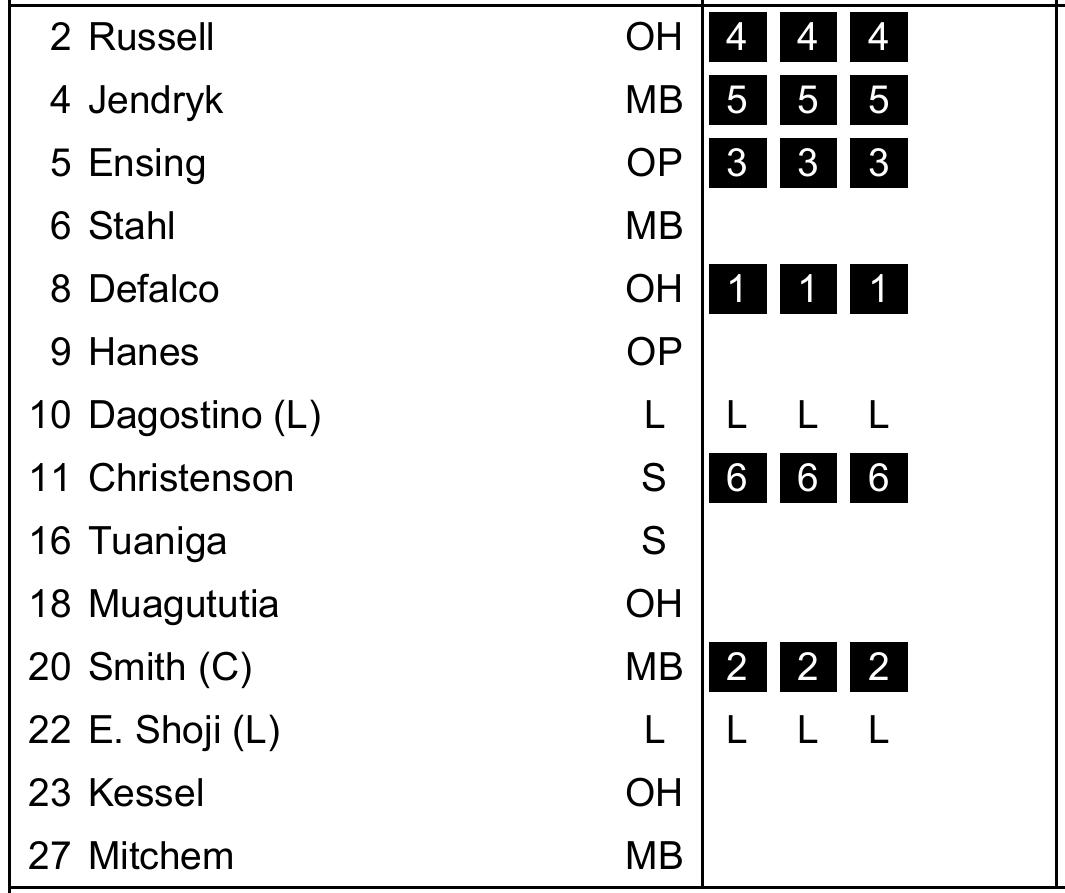 2 Russell OH 4 4 4
4 Jendryk MB 5 5 5
5 Ensing OP 3 3 3
6 Stahl MB
8 Defalco OH 1 1 1
9 Hanes OP
10 Dagostino (L) L L L L
11 Christenson S 6 6 6
16 Tuaniga S
18 Muagututia OH
20 Smith (C) MB 2 2 2
22 E. Shoji (L) L L L L
23 Kessel OH
27 Mitchem MB